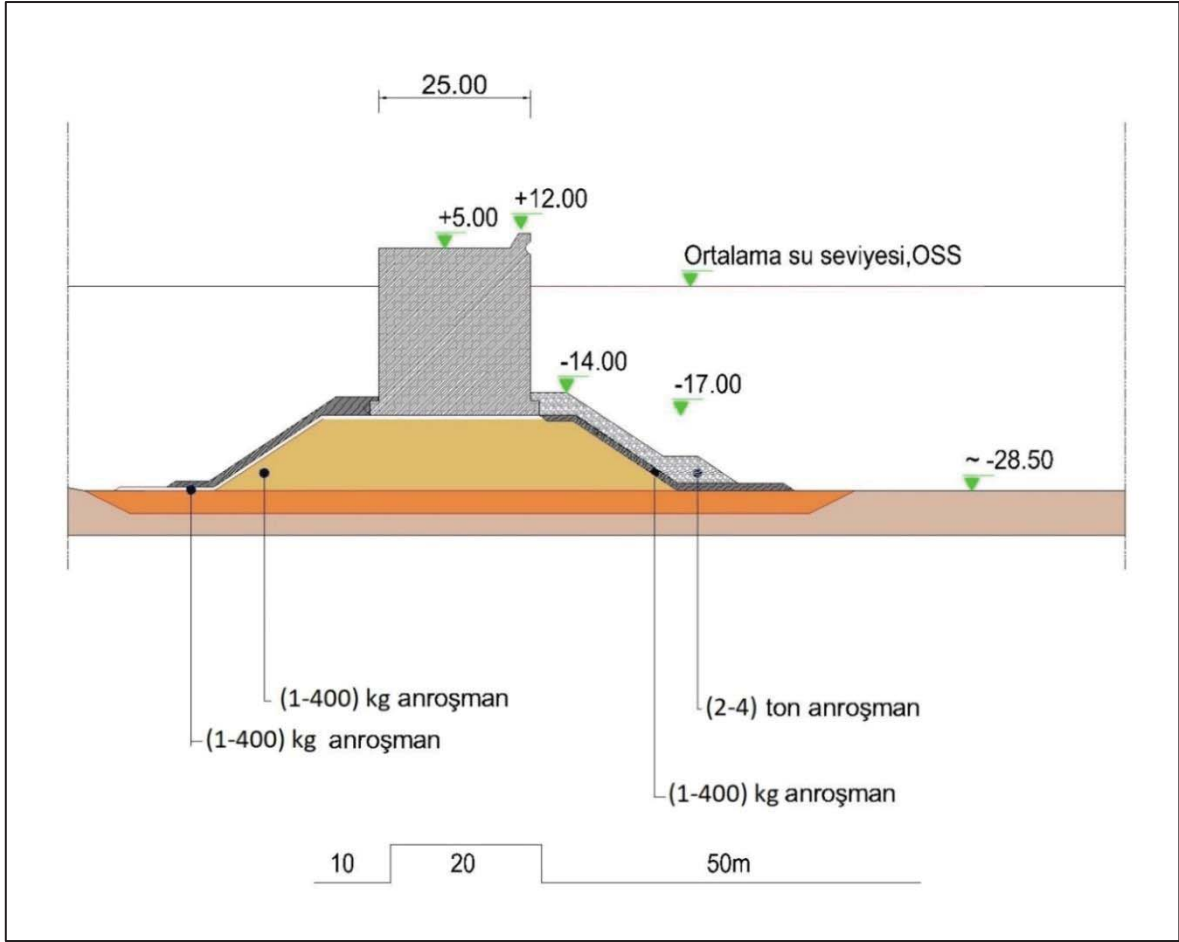 25.00
+12.00
+5.00
Ortalama su seviyesi,OSS
-14.00
-17.00
~ -28.50
(1-400) kg anroşman
(2-4) ton anroşman
(1-400) kg anroşman
(1-400) kg anroşman
10 20 50m